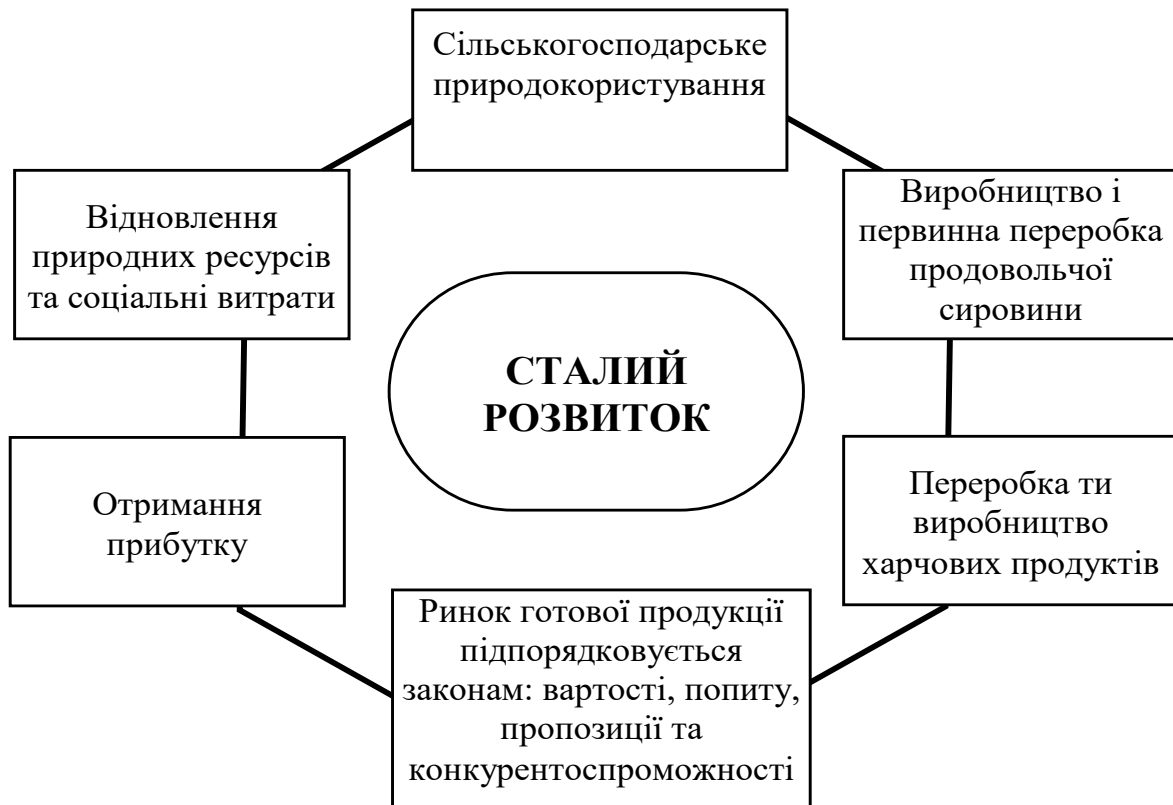 Сільськогосподарське
природокористування
Відновлення
природних ресурсів
та соціальні витрати
Виробництво і
первинна переробка
продовольчої
сировини
СТАЛИЙ
РОЗВИТОК
Отримання
прибутку
Переробка ти
виробництво
харчових продуктів
Ринок готової продукції
підпорядковується
законам: вартості, попиту,
пропозиції та
конкурентоспроможності